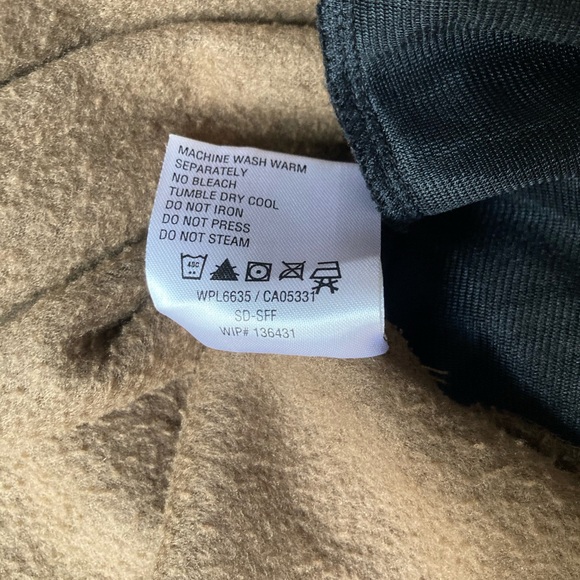 MACHINE WASH WARM
SEPARATELY
NO BLEACH
TUMBLE DRY COOL
DO NOT IRON
DO NOT PRESS
DO NOT STEAM
40C
WPL6635 / CA05331
SD-SFF
WIP# 136431